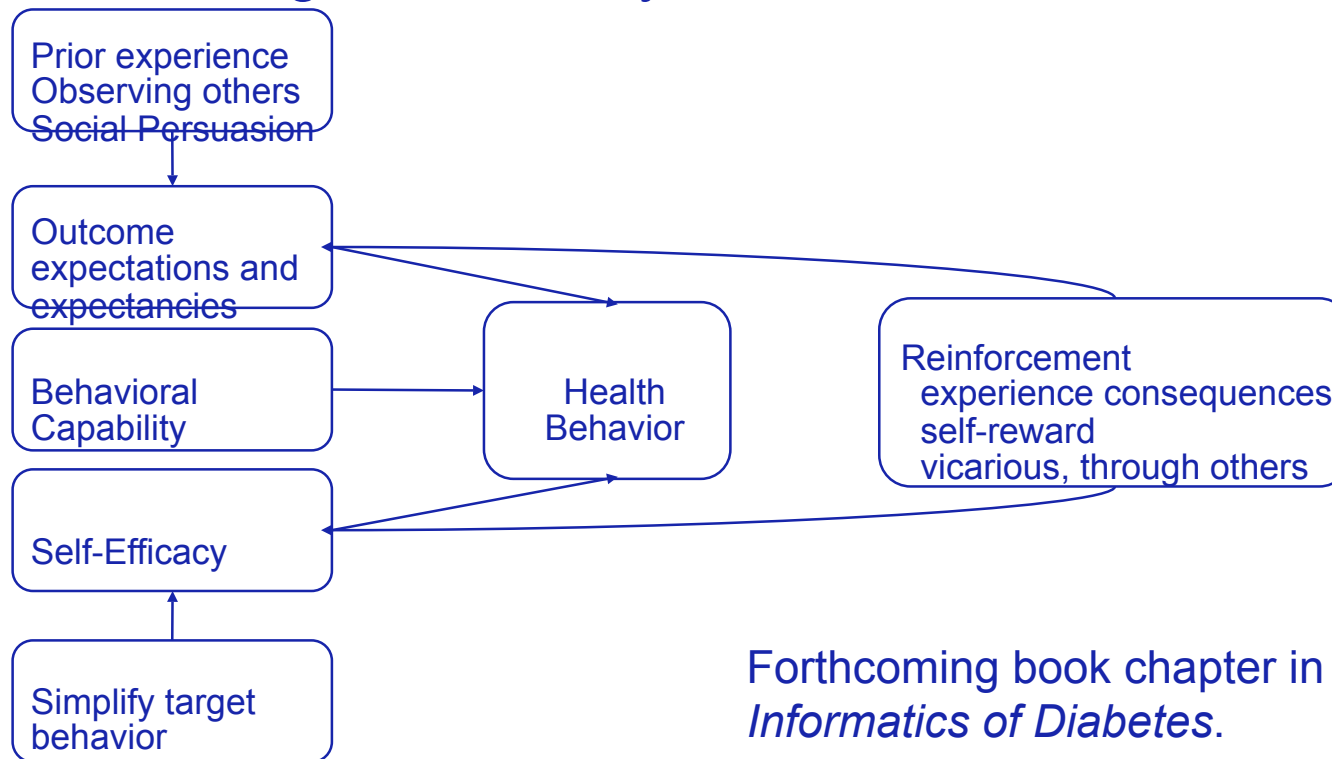 Prior experience
Observing others
Social Persuasion
Outcome
expectations and
expectancies
Behavioral
Capability
Health
Behavior
Reinforcement
experience consequences
self-reward
vicarious, through others
Self-Efficacy
Simplify target
behavior
Forthcoming book chapter in
Informatics of Diabetes.